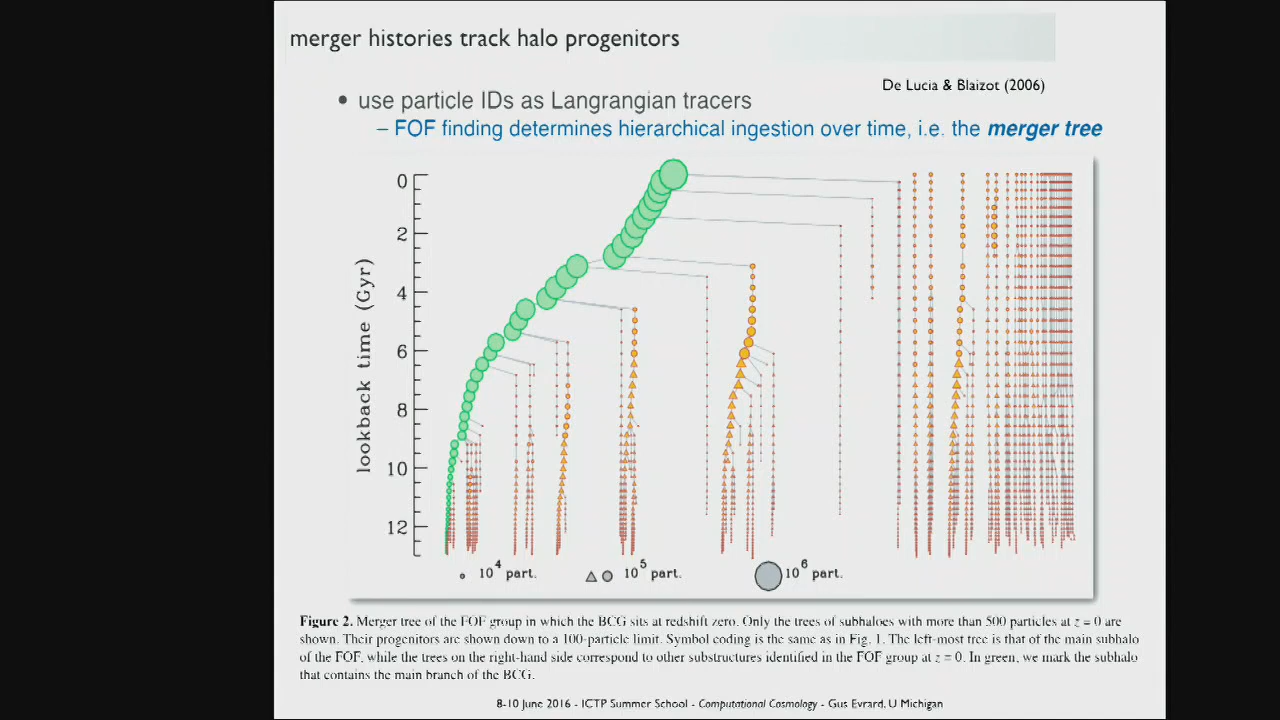 merger histories track halo progenitors
De Lucia & Blaizot (2006)
• use particle IDs as Langrangian tracers
– FOF finding determines hierarchical ingestion over time, i.e. the merger tree
lookback time (Gyr)
0
2
4
6
8
10
12
10^4 part.
10^5 part.
10^6 part.
Figure 2. Merger tree of the FOF group in which the BCG sits at redshift zero. Only the trees of subhaloes with more than 500 particles at z = 0 are
shown. Their progenitors are shown down to a 100-particle limit. Symbol coding is the same as in Fig. 1. The left-most tree is that of the main subhalo
of the FOF, while the trees on the right-hand side correspond to other substructures identified in the FOF group at z = 0. In green, we mark the subhalo
that contains the main branch of the BCG.
8-10 June 2016 - ICTP Summer School - Computational Cosmology - Gus Evrard, U Michigan